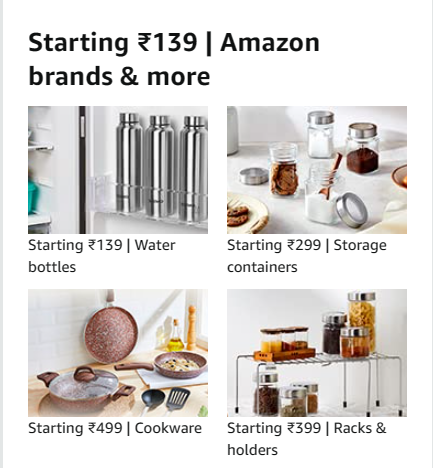 Starting ₹139 | Amazon
brands & more
Starting ₹139 | Water
bottles
Starting ₹299 | Storage
containers
Starting ₹499 | Cookware
Starting ₹399 | Racks &
holders